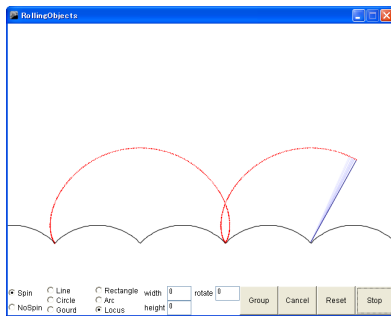 RollingObjects
Spin
NoSpin
Line
Circle
Gourd
Rectangle
Arc
Locus
width 0
height 0
rotate 0
Group
Cancel
Reset
Stop